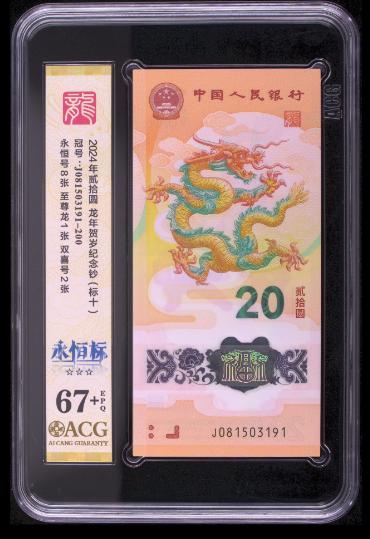 龍
2024年贰拾圆 龙年贺岁纪念钞（标十）
冠号：J081503191-200
永恒号8张 至尊龙1张 双喜号2张
永恒标
☆☆☆
67+ EPQ
ACG
AI CANG GUARANTY
中国人民银行
20
贰拾圆
J081503191